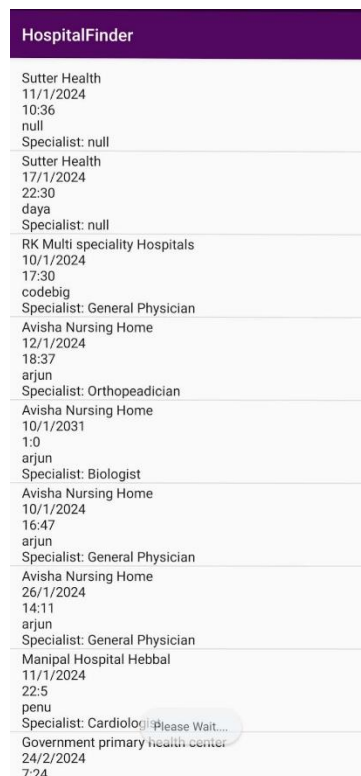 HospitalFinder
Sutter Health
11/1/2024
10:36
null
Specialist: null
Sutter Health
17/1/2024
22:30
daya
Specialist: null
RK Multi speciality Hospitals
10/1/2024
17:30
codebig
Specialist: General Physician
Avisha Nursing Home
12/1/2024
18:37
arjun
Specialist: Orthopeadician
Avisha Nursing Home
10/1/2031
1:0
arjun
Specialist: Biologist
Avisha Nursing Home
10/1/2024
16:47
arjun
Specialist: General Physician
Avisha Nursing Home
26/1/2024
14:11
arjun
Specialist: General Physician
Manipal Hospital Hebbal
11/1/2024
22:5
penu
Specialist: Cardiologist
Please Wait....
Government primary health center
24/2/2024
7:24